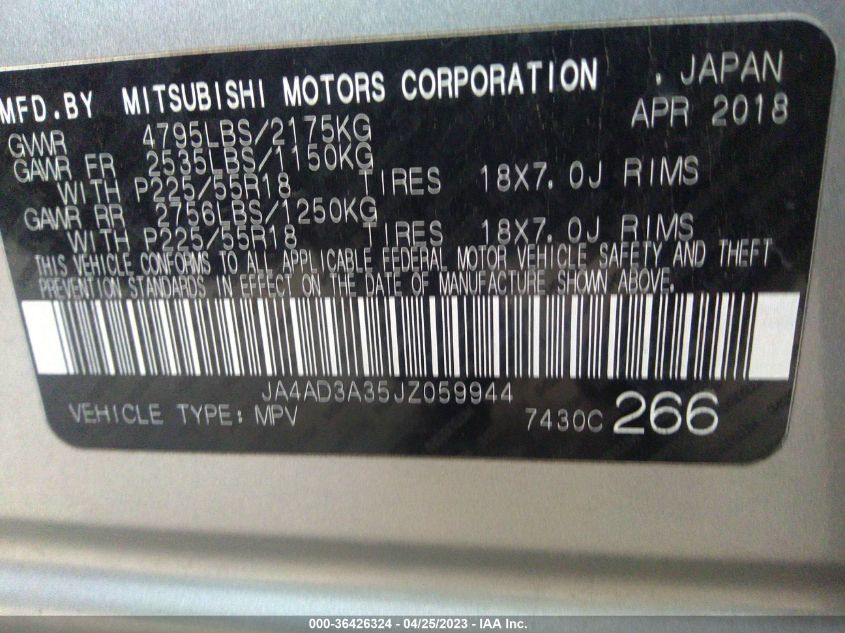 MFD.BY MITSUBISHI MOTORS CORPORATION . JAPAN
APR 2018
GVWR 4795LBS/2175KG
GAWR FR 2535LBS/1150KG
WITH P225/55R18 TIRES 18X7.0J RIMS
GAWR RR 2756LBS/1250KG
WITH P225/55R18 TIRES 18X7.0J RIMS
THIS VEHICLE CONFORMS TO ALL APPLICABLE FEDERAL MOTOR VEHICLE SAFETY AND THEFT
PREVENTION STANDARDS IN EFFECT ON THE DATE OF MANUFACTURE SHOWN ABOVE.
JA4AD3A35JZ059944
VEHICLE TYPE: MPV 7430C 266
000-36426324 - 04/25/2023 - IAA Inc.